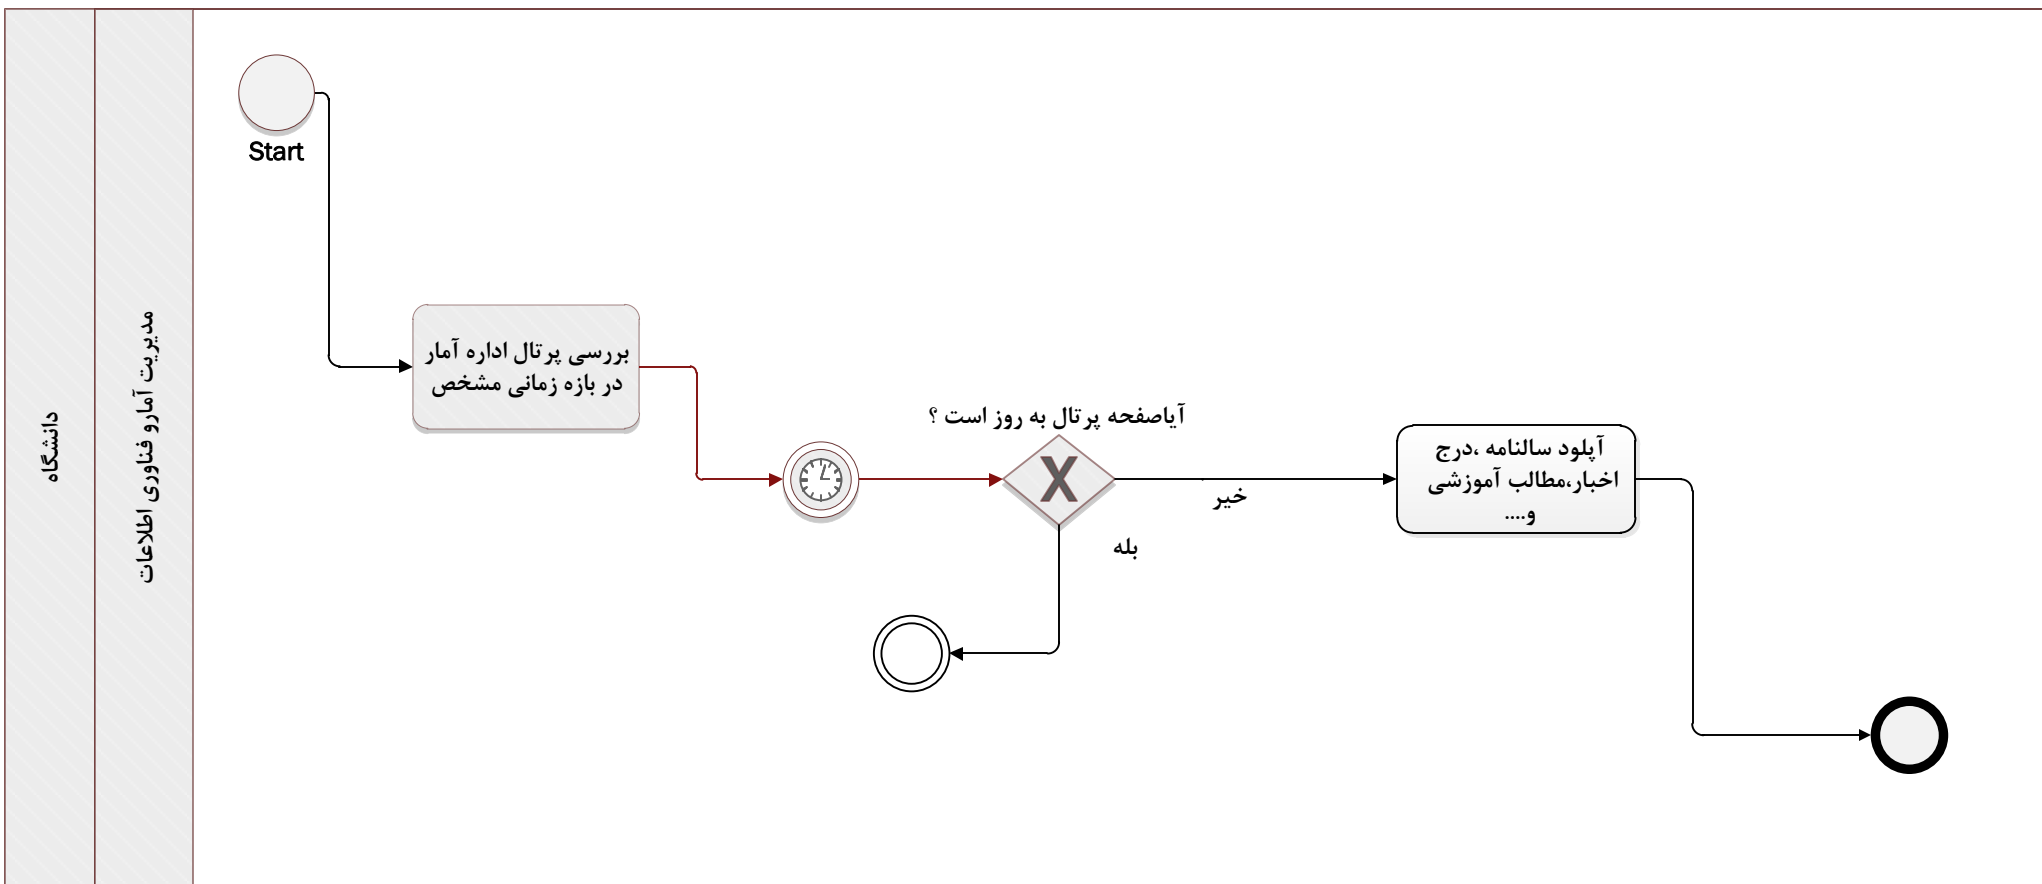 دانشگاه
مدیریت آمارو فناوری اطلاعات
Start
بررسی پرتال اداره آمار
در بازه زمانی مشخص
آیاصفحه پرتال به روز است ؟
خیر
بله
آپلود سالنامه ،درج
اخبار،مطالب آموزشی
و....